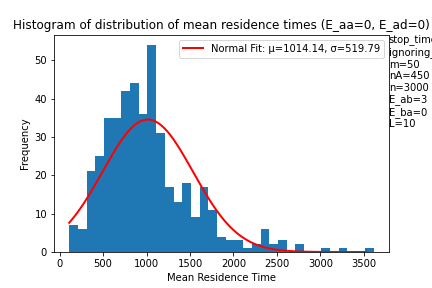 Histogram of distribution of mean residence times (E_aa=0, E_ad=0)
Normal Fit: μ=1014.14, σ=519.79
stop_time
ignoring_
m=50
nA=450
n=3000
E_ab=3
E_ba=0
L=10
Frequency
50
40
30
20
10
0
0 500 1000 1500 2000 2500 3000 3500
Mean Residence Time